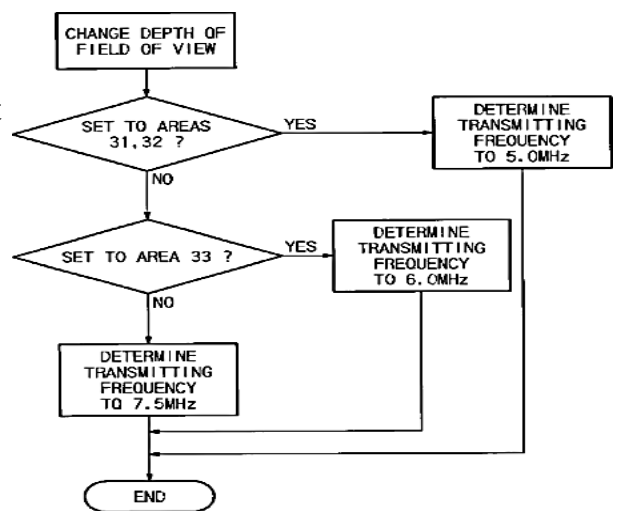 CHANGE DEPTH OF
FIELD OF VIEW
SET TO AREAS
31,32 ?
YES
DETERMINE
TRANSMITTING
FREQUENCY
TO 5.0MHz
NO
SET TO AREA 33 ?
YES
DETERMINE
TRANSMITTING
FREQUENCY
TO 6.0MHz
NO
DETERMINE
TRANSMITTING
FREQUENCY
TO 7.5MHz
END